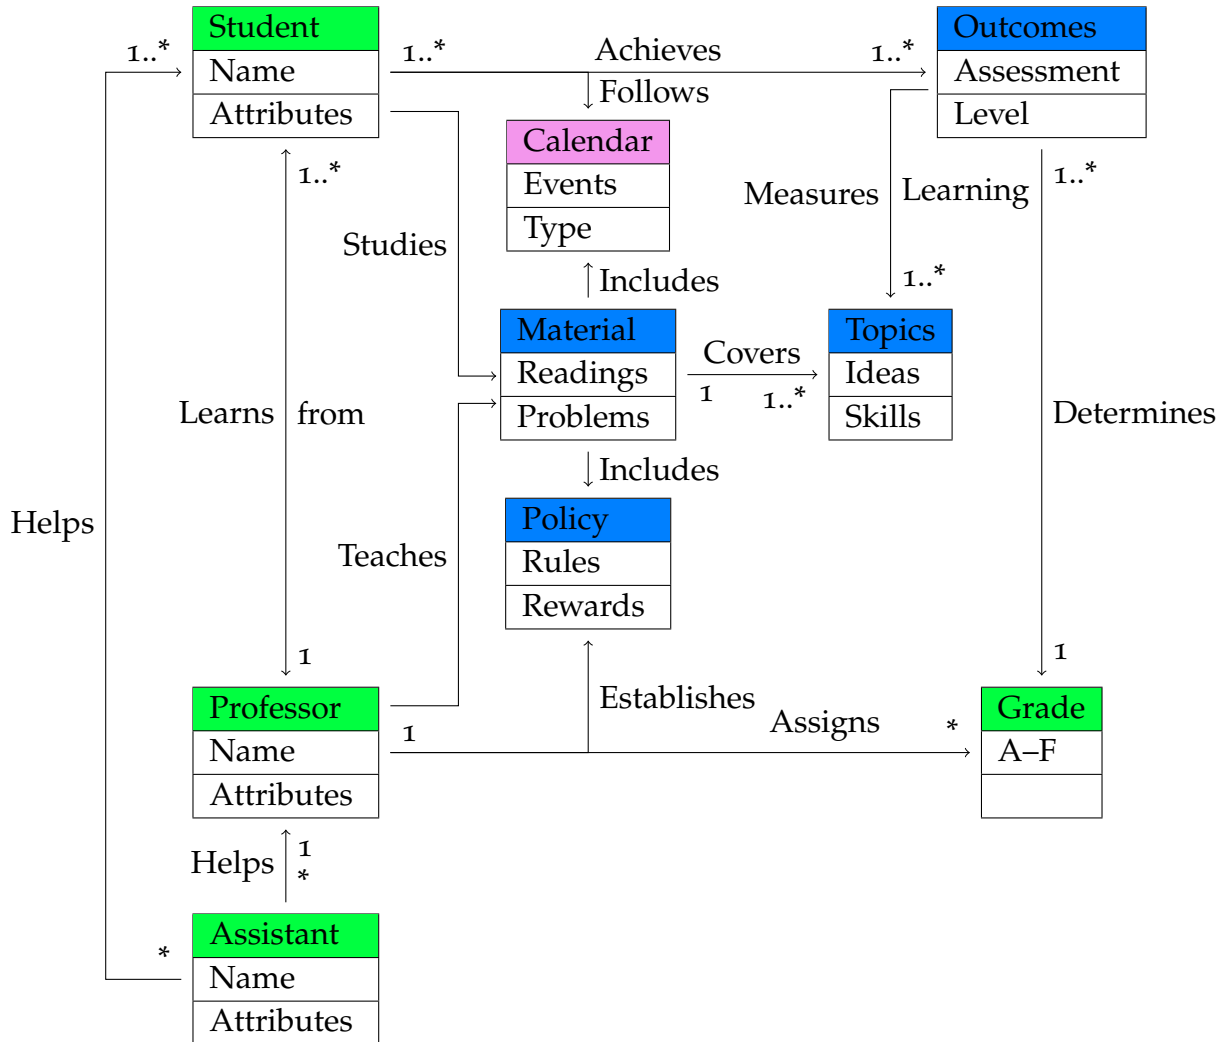 Student
Name
Attributes
1..*
1..*
Achieves
1..*
Follows
Outcomes
Assessment
Level
Calendar
Events
Type
1..*
Studies
Measures
Learning
1..*
1..*
Includes
Material
Readings
Problems
Covers
1
1..*
Topics
Ideas
Skills
Learns
from
Determines
Includes
Helps
Teaches
Policy
Rules
Rewards
1
1
Professor
Name
Attributes
1
Establishes
Assigns
*
Grade
A–F
Helps
1
*
Assistant
Name
Attributes
*